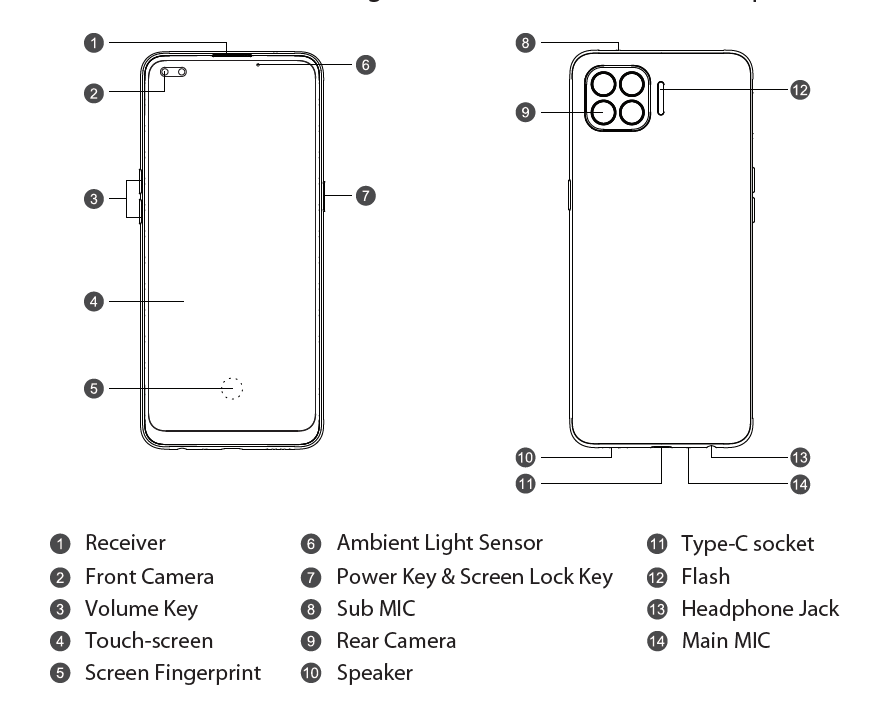 1
2
3
4
5
6
7
8
9
10
11
12
13
14
1 Receiver
2 Front Camera
3 Volume Key
4 Touch-screen
5 Screen Fingerprint
6 Ambient Light Sensor
7 Power Key & Screen Lock Key
8 Sub MIC
9 Rear Camera
10 Speaker
11 Type-C socket
12 Flash
13 Headphone Jack
14 Main MIC